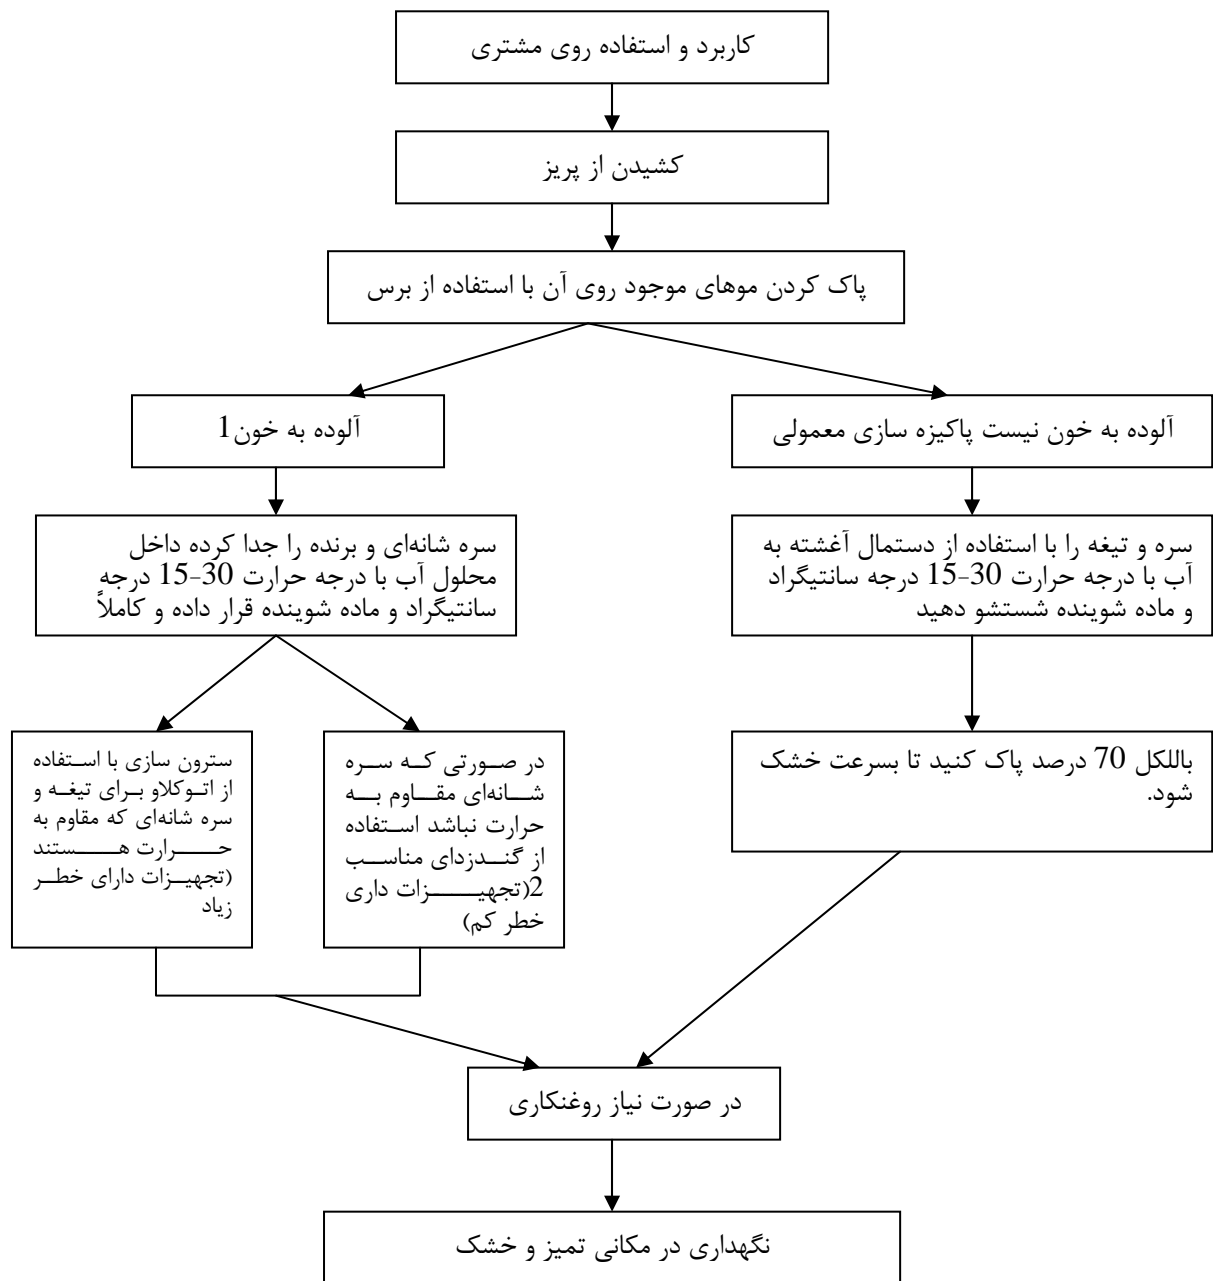 کاربرد و استفاده روی مشتری
کشیدن از پریز
پاک کردن موهای موجود روی آن با استفاده از برس
آلوده به خون نیست پاکیزه سازی معمولی
آلوده به خون1
سره و تیغه را با استفاده از دستمال آغشته به
آب با درجه حرارت 30-15 درجه سانتیگراد
و ماده شوینده شستشو دهید
سره شانه‌ای و برنده را جدا کرده داخل
محلول آب با درجه حرارت 30-15 درجه
سانتیگراد و ماده شوینده قرار داده و کاملاً
باللکل 70 درصد پاک کنید تا بسرعت خشک
شود.
در صورتی که سره
شانه‌ای مقاوم به
حرارت نباشد استفاده
از گندزدای مناسب
2(تجهیزات داری
خطر کم)
سترون سازی با استفاده
از اتوکلاو برای تیغه و
سره شانه‌ای که مقاوم به
حرارت هستند
(تجهیزات دارای خطر
زیاد
در صورت نیاز روغنکاری
نگهداری در مکانی تمیز و خشک